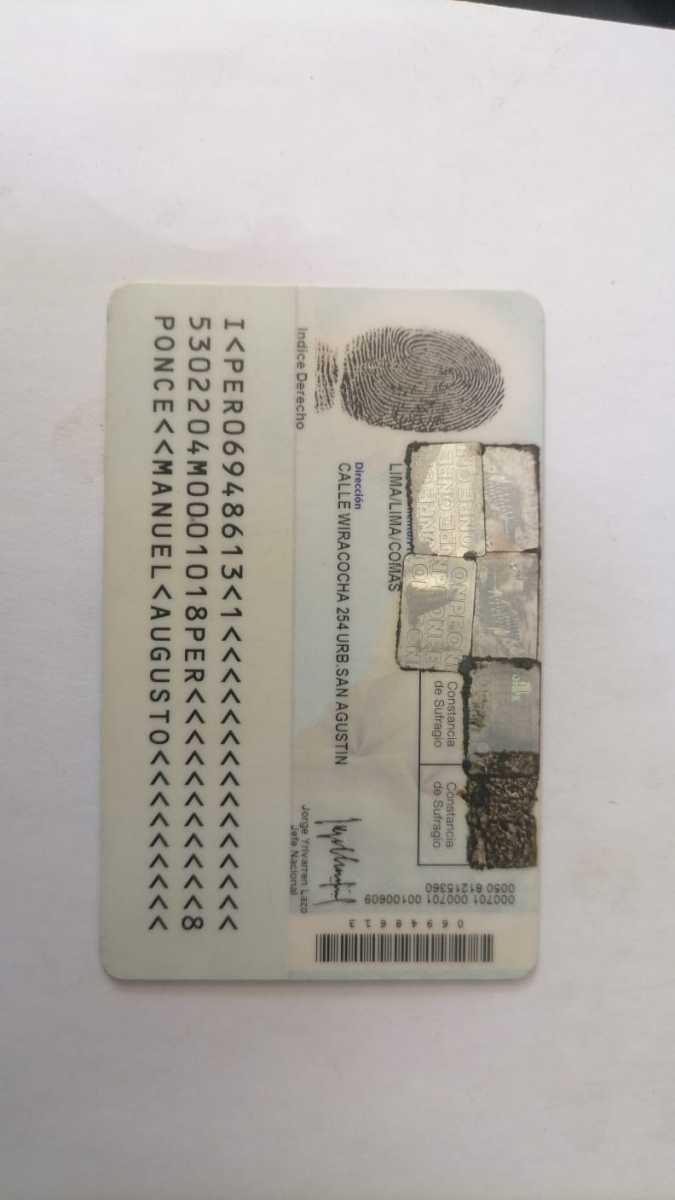 Indice Derecho
LIMA/LIMA/COMAS
Dirección
CALLE WIRACOCHA 254 URB.SAN AGUSTIN
Constancia
de Sufragio
Constancia
de Sufragio
0050 81215360
000701 000701 00100609
Jorge Yrivarren Lazo
Jefe Nacional
06948613
I<PER06948613<1<<<<<<<<<<<<<<<
5302204M0001018PER<<<<<<<<<<<8
PONCE<<MANUEL<AUGUSTO<<<<<<<<<